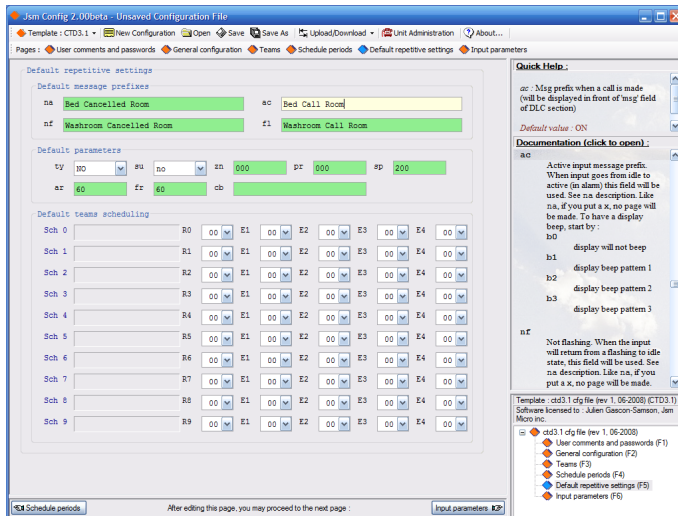 Jsm Config 2.00beta - Unsaved Configuration File
Template : CTD3.1 New Configuration Open Save Save As Upload/Download Unit Administration About...
Pages : User comments and passwords General configuration Teams Schedule periods Default repetitive settings Input parameters
Default repetitive settings
Default message prefixes
na Bed Cancelled Room ac Bed Call Room
nf Washroom Cancelled Room fl Washroom Call Room
Default parameters
ty NO su no zn 000 pr 000 sp 200
ar 60 fr 60 cb
Default teams scheduling
Sch 0 R0 00 E1 00 E2 00 E3 00 E4 00
Sch 1 R1 00 E1 00 E2 00 E3 00 E4 00
Sch 2 R2 00 E1 00 E2 00 E3 00 E4 00
Sch 3 R3 00 E1 00 E2 00 E3 00 E4 00
Sch 4 R4 00 E1 00 E2 00 E3 00 E4 00
Sch 5 R5 00 E1 00 E2 00 E3 00 E4 00
Sch 6 R6 00 E1 00 E2 00 E3 00 E4 00
Sch 7 R7 00 E1 00 E2 00 E3 00 E4 00
Sch 8 R8 00 E1 00 E2 00 E3 00 E4 00
Sch 9 R9 00 E1 00 E2 00 E3 00 E4 00
Schedule periods After editing this page, you may proceed to the next page : Input parameters
Quick Help :
ac : Msg prefix when a call is made
(will be displayed in front of 'msg' field
of DLC section)
Default value : ON
Documentation (click to open) :
ac
Active input message prefix.
When input goes from idle to
active (in alarm) this field will be
used. See na description. Like
na, if you put a x, no page will
be made. To have a display
beep, start by :
b0
display will not beep
b1
display beep pattern 1
b2
display beep pattern 2
b3
display beep pattern 3
nf
Not flashing. When the input
will return from a flashing to idle
state, this field will be used. See
na description. Like na, if you
put a x, no page will be made.
Template : ctd3.1 cfg file (rev 1, 06-2008) (CTD3.1)
Software licensed to : Julien Gascon-Samson, Jsm
Micro inc.
ctd3.1 cfg file (rev 1, 06-2008)
User comments and passwords (F1)
General configuration (F2)
Teams (F3)
Schedule periods (F4)
Default repetitive settings (F5)
Input parameters (F6)